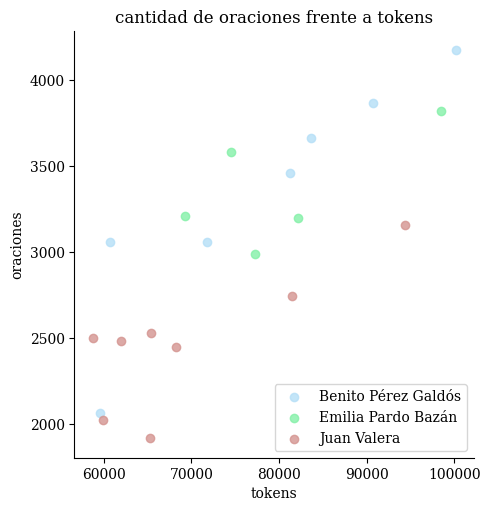 cantidad de oraciones frente a tokens
oraciones
4000
3500
3000
2500
2000
Benito Pérez Galdós
Emilia Pardo Bazán
Juan Valera
60000 70000 80000 90000 100000
tokens